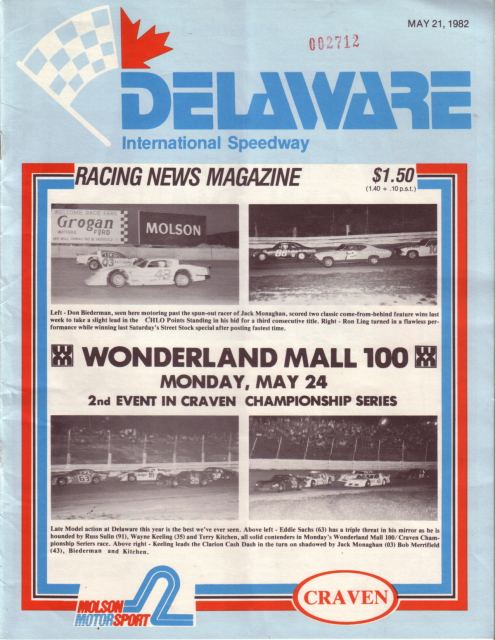 MAY 21, 1982
002712
DELAWARE
International Speedway
RACING NEWS MAGAZINE
$1.50
(1.40 + .10 p.s.t.)
WELCOME RACE FANS
Grogan
FORD
MOLSON
Left - Don Biederman, seen here motoring past the spun-out racer of Jack Monaghan, scored two classic come-from-behind feature wins last
week to take a slight lead in the CHLO Points Standing in his bid for a third consecutive title. Right - Ron Ling turned in a flawless per-
formance while winning last Saturday's Street Stock special after posting fastest time.
WONDERLAND MALL 100
MONDAY, MAY 24
2nd EVENT IN CRAVEN CHAMPIONSHIP SERIES
Late Model action at Delaware this year is the best we've ever seen. Above left - Eddie Sachs (63) has a triple threat in his mirror as he is
hounded by Russ Sulin (91), Wayne Keeling (35) and Terry Kitchen, all solid contenders in Monday's Wonderland Mall 100/Craven Cham-
pionship Seriers race. Above right - Keeling leads the Clarion Cash Dash in the turn on shadowed by Jack Monaghan (03) Bob Merrifield
(43), Biederman and Kitchen.
MOLSON
MOTORSPORT
CRAVEN